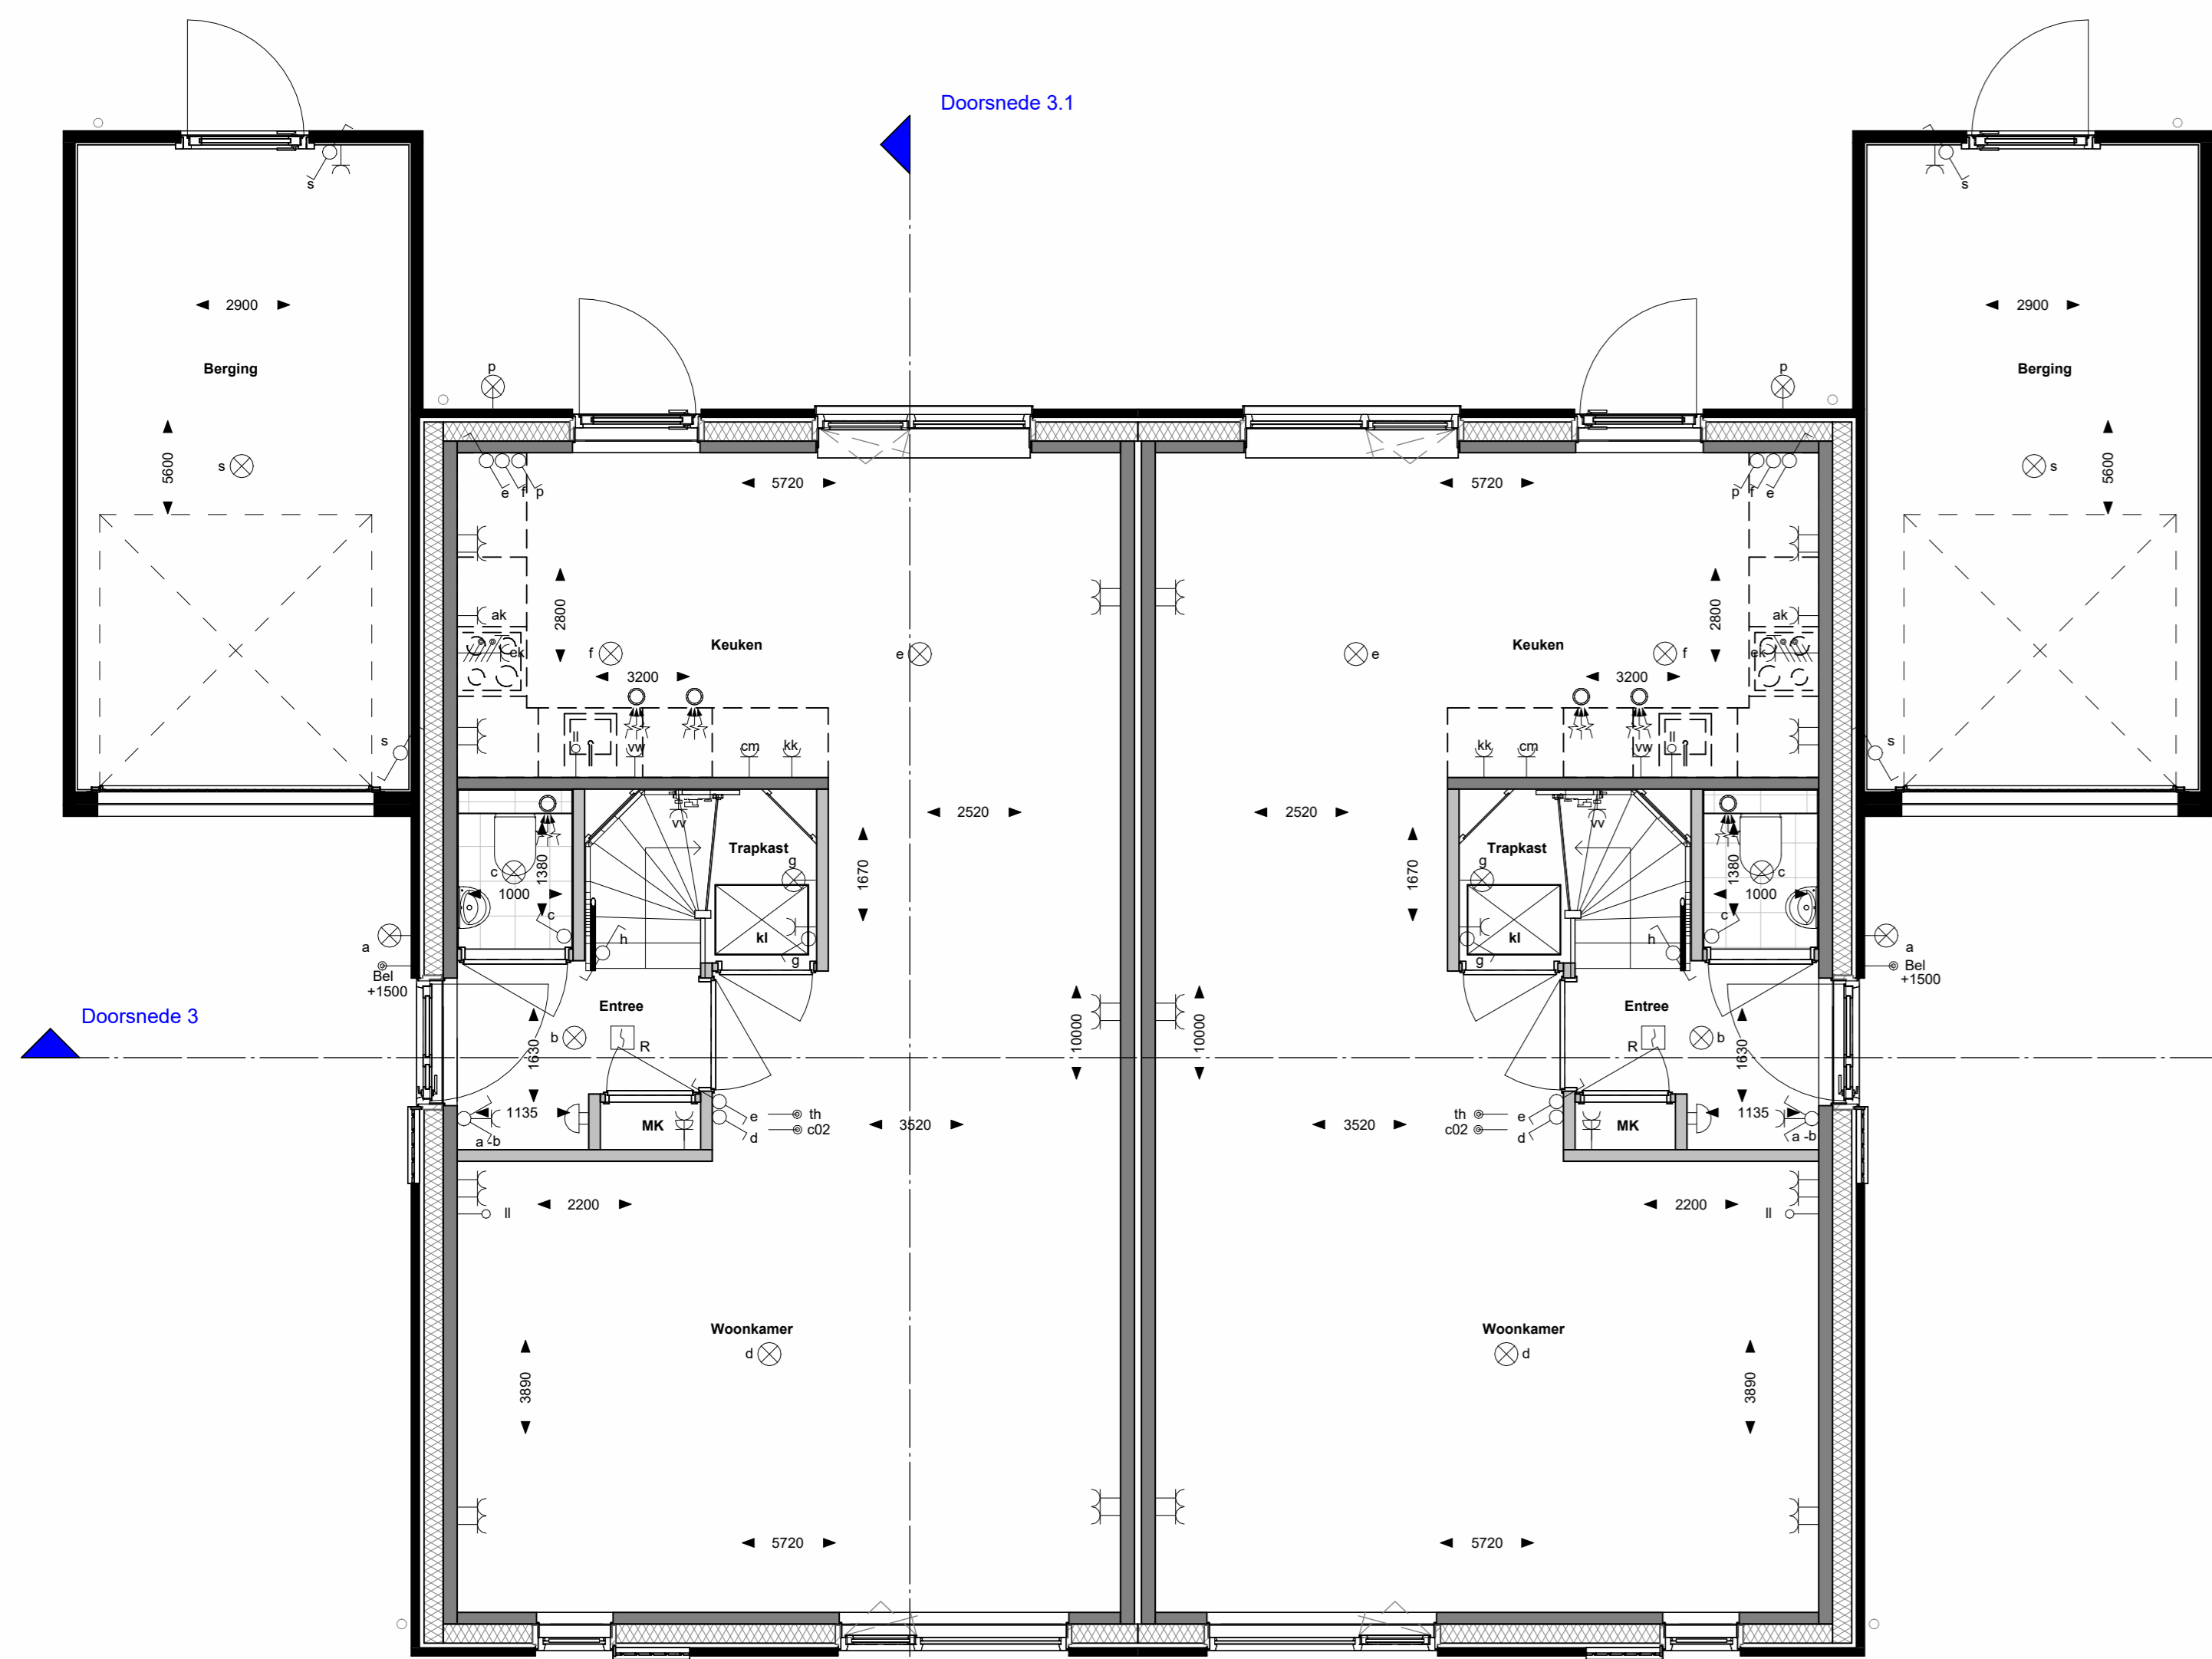 Doorsnede 3.1
s
s
2900
2900
Berging
Berging
p
p
5600
s
s
5600
5720
5720
e f p
p f e
ak
ak
2800
2800
Keuken
Keuken
ek
ek
f
e
e
f
3200
3200
s
ll
vw
cm
kk
kk
cm
vw
ll
s
2520
2520
vv
vv
Trapkast
Trapkast
g
g
1670
1670
c
1380
1000
c
1380
1000
c
c
h
h
kl
kl
g
g
a
Bel
+1500
a
Bel
+1500
Entree
Entree
Doorsnede 3
b
R
R
b
1630
1630
10000
10000
1135
1135
a -b
a -b
MK
MK
e
d
th
c02
th
c02
e
d
3520
3520
2200
2200
ll
ll
Woonkamer
Woonkamer
d
d
3890
3890
5720
5720